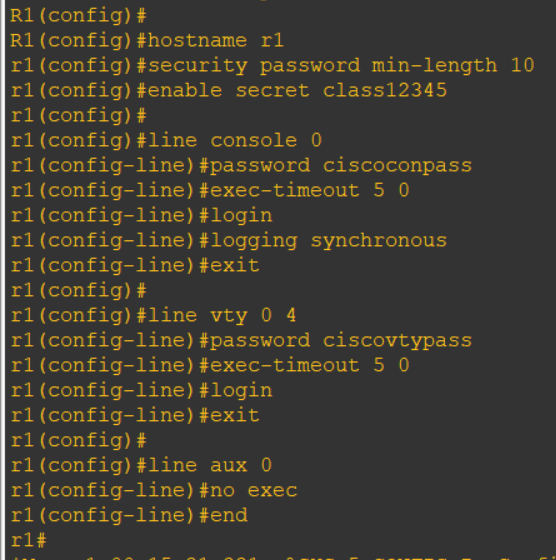 R1(config)#
R1(config)#hostname r1
r1(config)#security password min-length 10
r1(config)#enable secret class12345
r1(config)#
r1(config)#line console 0
r1(config-line)#password ciscoconpass
r1(config-line)#exec-timeout 5 0
r1(config-line)#login
r1(config-line)#logging synchronous
r1(config-line)#exit
r1(config)#
r1(config)#line vty 0 4
r1(config-line)#password ciscovtypass
r1(config-line)#exec-timeout 5 0
r1(config-line)#login
r1(config-line)#exit
r1(config)#
r1(config)#line aux 0
r1(config-line)#no exec
r1(config-line)#end
r1#